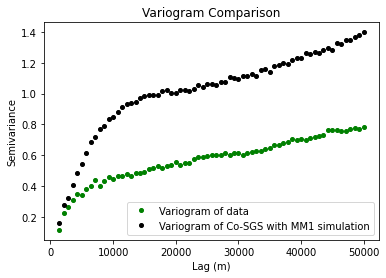 Variogram Comparison
Semivariance
1.4
1.2
1.0
0.8
0.6
0.4
0.2
Variogram of data
Variogram of Co-SGS with MM1 simulation
0
10000
20000
30000
40000
50000
Lag (m)